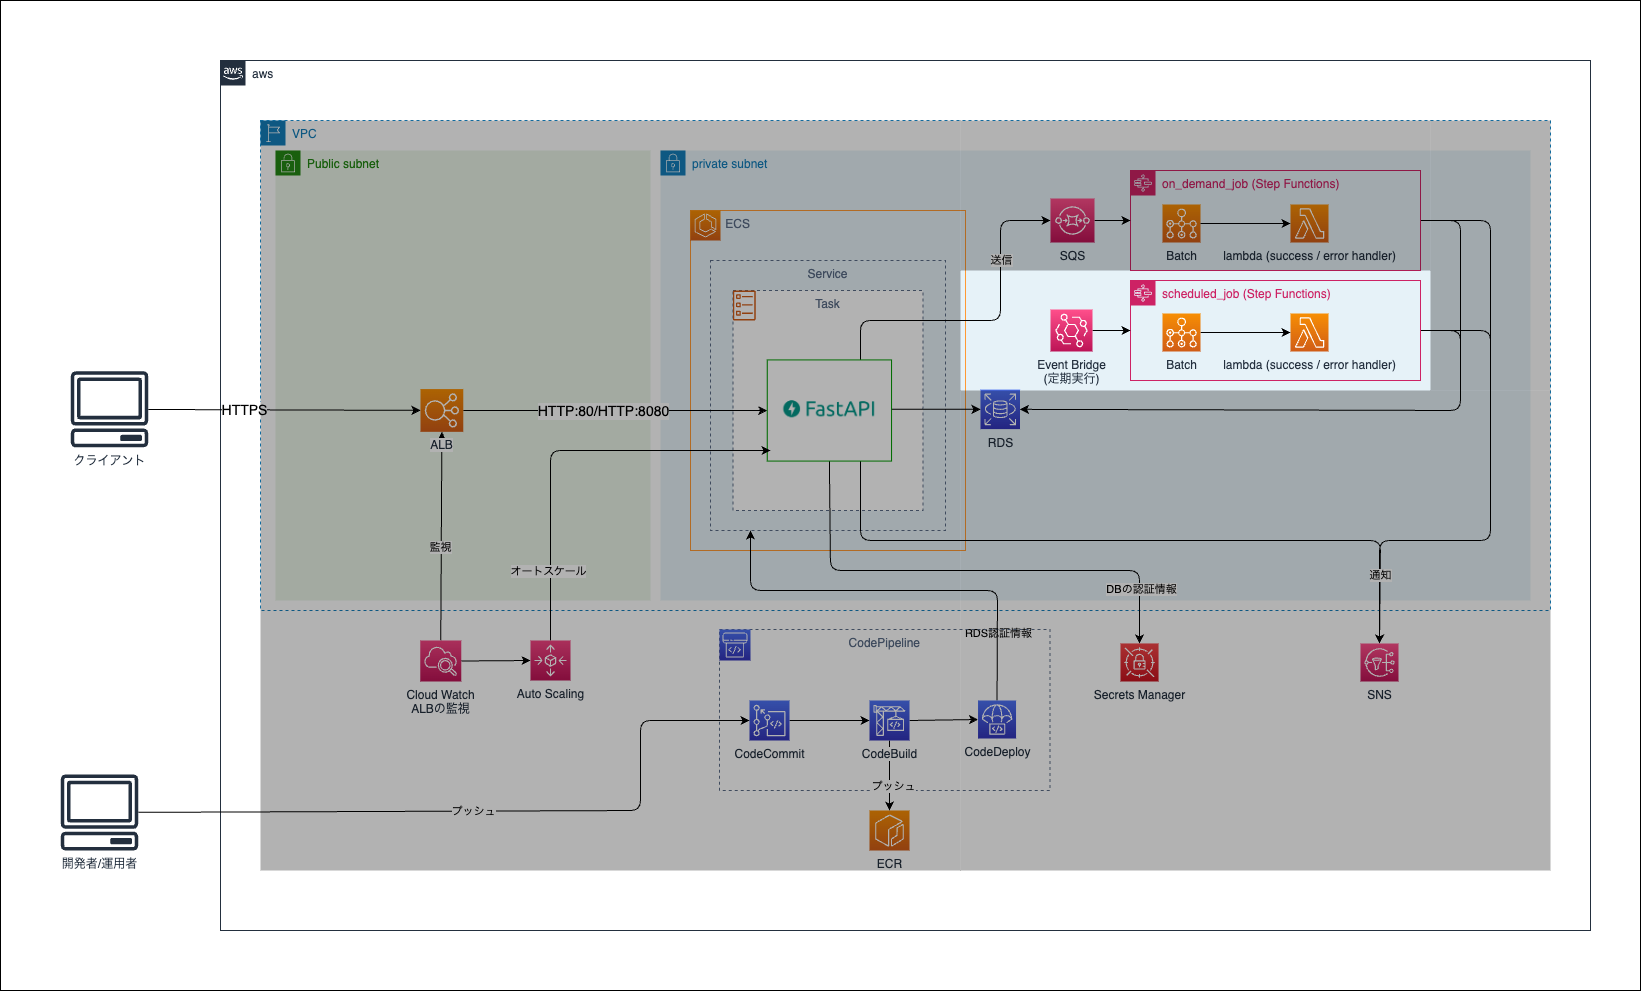 aws
aws
VPC
Public subnet
private subnet
on_demand_job (Step Functions)
ECS
送信
SQS
Batch
lambda (success / error handler)
Service
Task
scheduled_job (Step Functions)
Event Bridge
(定期実行)
Batch
lambda (success / error handler)
クライアント
HTTPS
ALB
HTTP:80/HTTP:8080
FastAPI
RDS
監視
オートスケール
DBの認証情報
通知
RDS認証情報
CodePipeline
Cloud Watch
ALBの監視
Auto Scaling
Secrets Manager
SNS
CodeCommit
CodeBuild
CodeDeploy
プッシュ
プッシュ
ECR
開発者/運用者